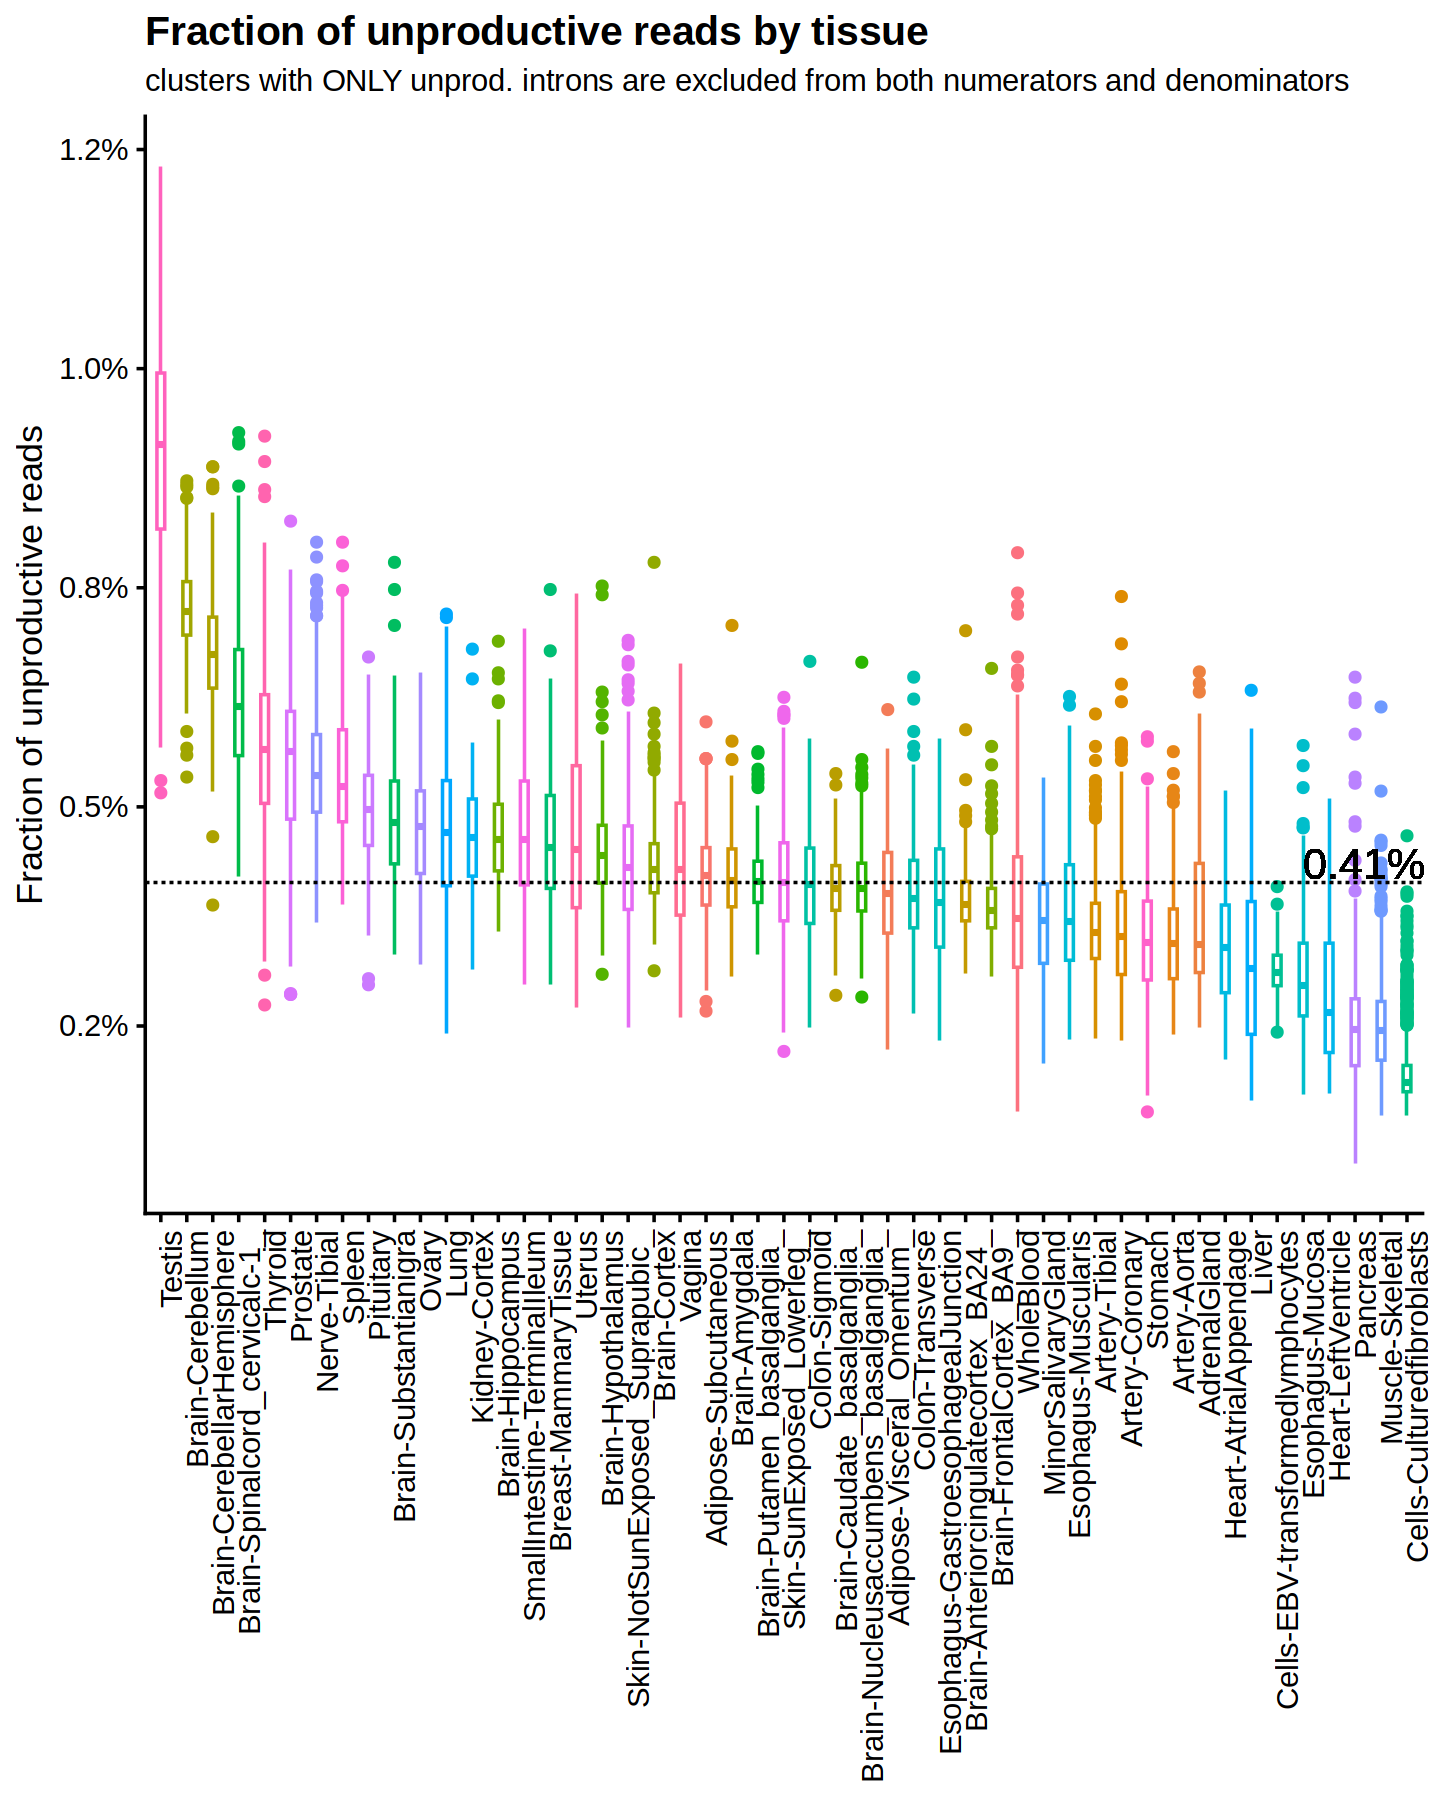 Fraction of unproductive reads by tissue
clusters with ONLY unprod. introns are excluded from both numerators and denominators
Fraction of unproductive reads
1.2%
1.0%
0.8%
0.5%
0.2%
0.41%
Testis
Brain-Cerebellum
Brain-CerebellarHemisphere
Brain-Spinalcord_cervicalc-1_
Thyroid
Prostate
Nerve-Tibial
Spleen
Pituitary
Brain-Substantianigra
Ovary
Lung
Kidney-Cortex
Brain-Hippocampus
SmallIntestine-TerminalIleum
Breast-MammaryTissue
Uterus
Brain-Hypothalamus
Skin-NotSunExposed_Suprapubic_
Brain-Cortex
Vagina
Adipose-Subcutaneous
Brain-Amygdala
Brain-Putamen_basalganglia_
Skin-SunExposed_Lowerleg_
Colon-Sigmoid
Brain-Caudate_basalganglia_
Brain-Nucleusaccumbens_basalganglia_
Adipose-Visceral_Omentum_
Colon-Transverse
Esophagus-GastroesophagealJunction
Brain-Anteriorcingulatecortex_BA24_
Brain-FrontalCortex_BA9_
WholeBlood
MinorSalivaryGland
Esophagus-Muscularis
Artery-Tibial
Artery-Coronary
Stomach
Artery-Aorta
AdrenalGland
Heart-AtrialAppendage
Liver
Cells-EBV-transformedlymphocytes
Esophagus-Mucosa
Heart-LeftVentricle
Pancreas
Muscle-Skeletal
Cells-Culturedfibroblasts